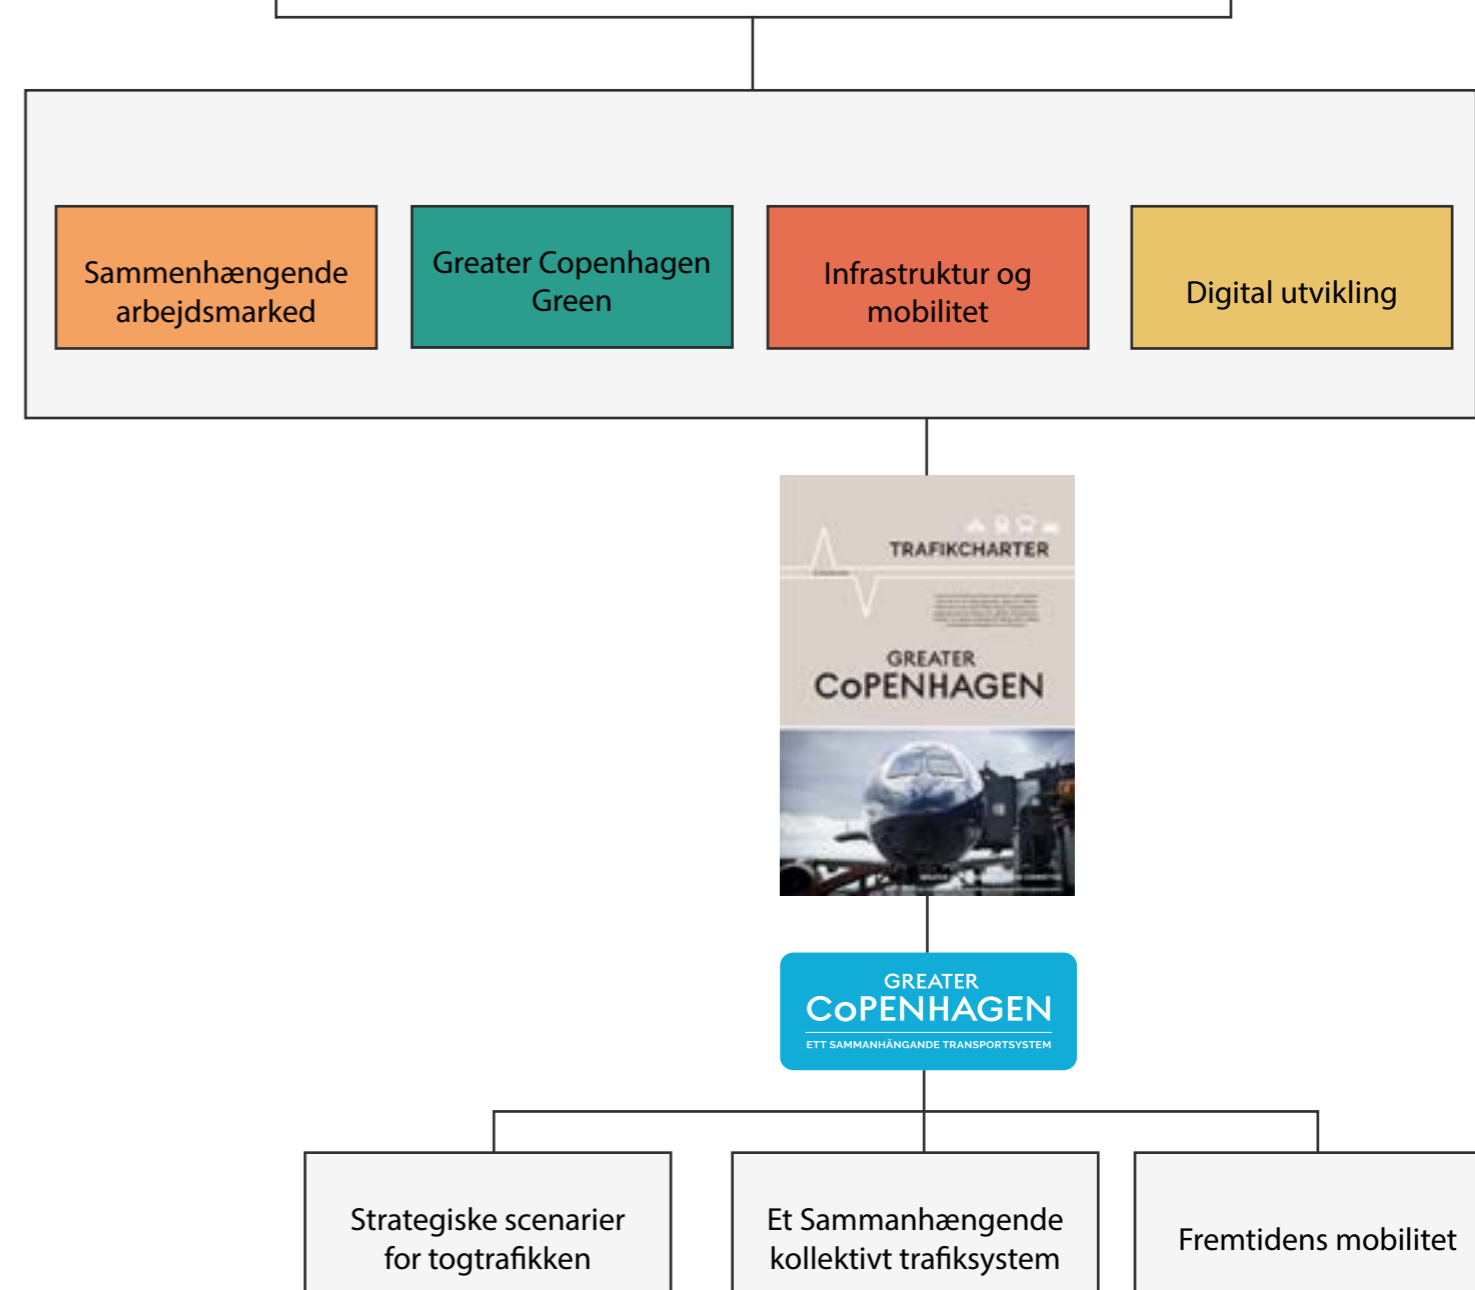 Sammenhængende
arbejdsmarked
Greater Copenhagen
Green
Infrastruktur og
mobilitet
Digital utvikling
TRAFIKCHARTER
GREATER
CoPENHAGEN
GREATER
CoPENHAGEN
ETT SAMMANHÄNGANDE TRANSPORTSYSTEM
Strategiske scenarier
for togtrafikken
Et Sammanhængende
kollektivt trafiksystem
Fremtidens mobilitet